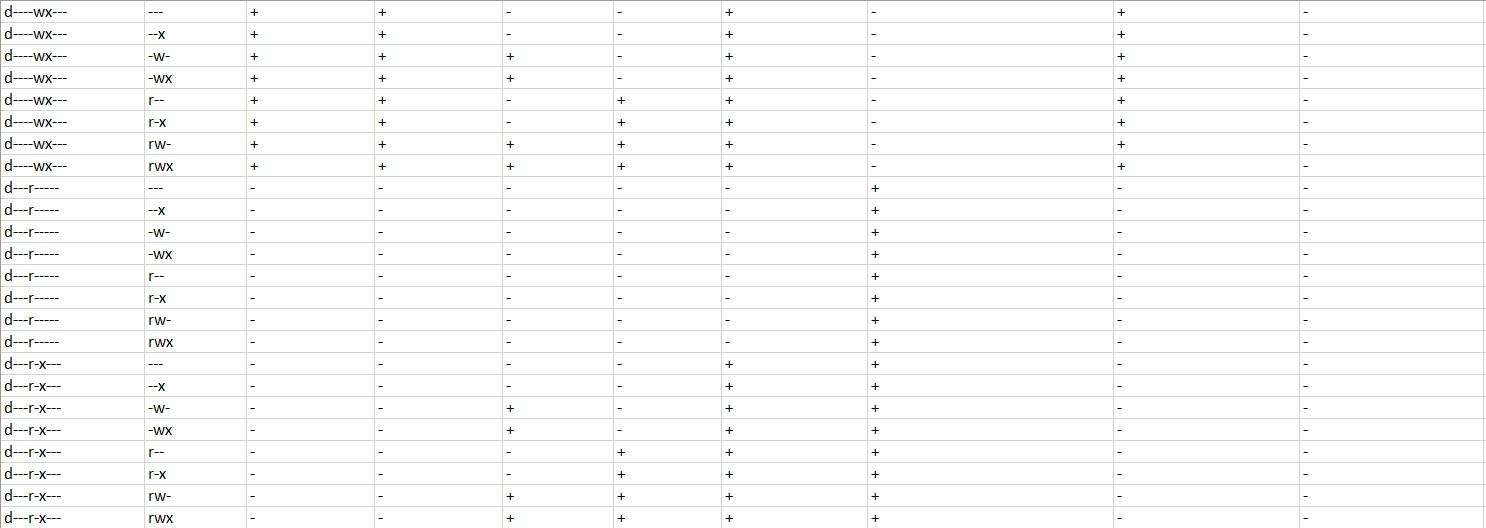 d----wx--- --- + + - - + - + -
d----wx--- --x + + - - + - + -
d----wx--- -w- + + + - + - + -
d----wx--- -wx + + + - + - + -
d----wx--- r-- + + - + + - + -
d----wx--- r-x + + - + + - + -
d----wx--- rw- + + + + + - + -
d----wx--- rwx + + + + + - + -
d---r----- --- - - - - - + - -
d---r----- --x - - - - - + - -
d---r----- -w- - - - - - + - -
d---r----- -wx - - - - - + - -
d---r----- r-- - - - - - + - -
d---r----- r-x - - - - - + - -
d---r----- rw- - - - - - + - -
d---r----- rwx - - - - - + - -
d---r-x--- --- - - - - + + - -
d---r-x--- --x - - - - + + - -
d---r-x--- -w- - - + - + + - -
d---r-x--- -wx - - + - + + - -
d---r-x--- r-- - - - + + + - -
d---r-x--- r-x - - - + + + - -
d---r-x--- rw- - - + + + + - -
d---r-x--- rwx - - + + + + - -